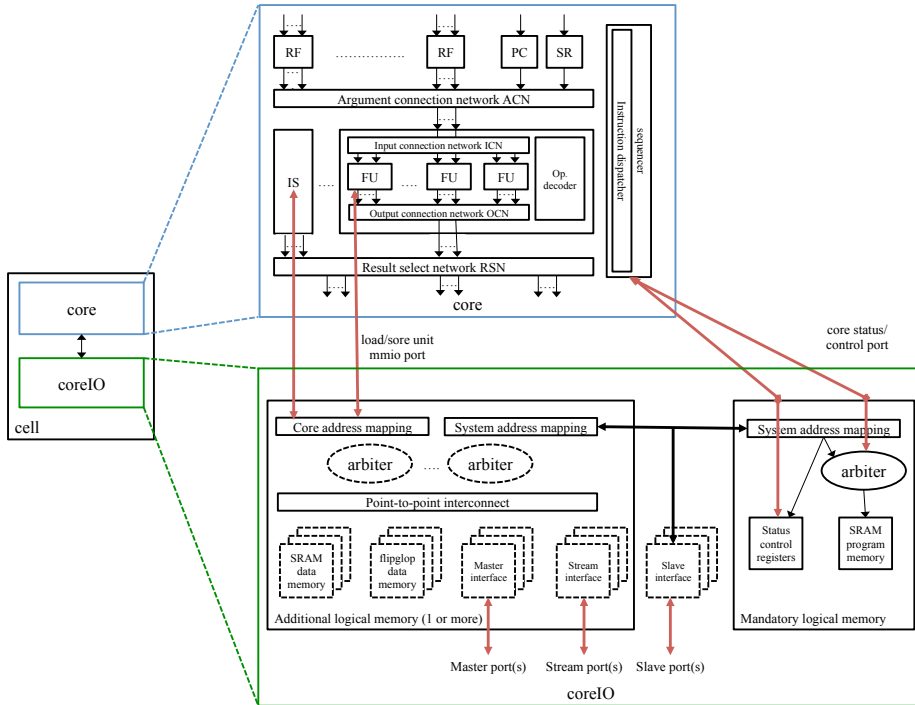 RF
RF
PC
SR
Argument connection network ACN
Input connection network ICN
IS
FU
FU
FU
Op.
decoder
Output connection network OCN
Result select network RSN
sequencer
Instruction dispatcher
core
core
coreIO
cell
load/sore unit
mmio port
core status/
control port
Core address mapping
System address mapping
System address mapping
arbiter
arbiter
arbiter
Point-to-point interconnect
SRAM
data
memory
flipglop
data
memory
Master
interface
Stream
interface
Slave
interface
Status
control
registers
SRAM
program
memory
Additional logical memory (1 or more)
Mandatory logical memory
Master port(s)
Stream port(s)
Slave port(s)
coreIO